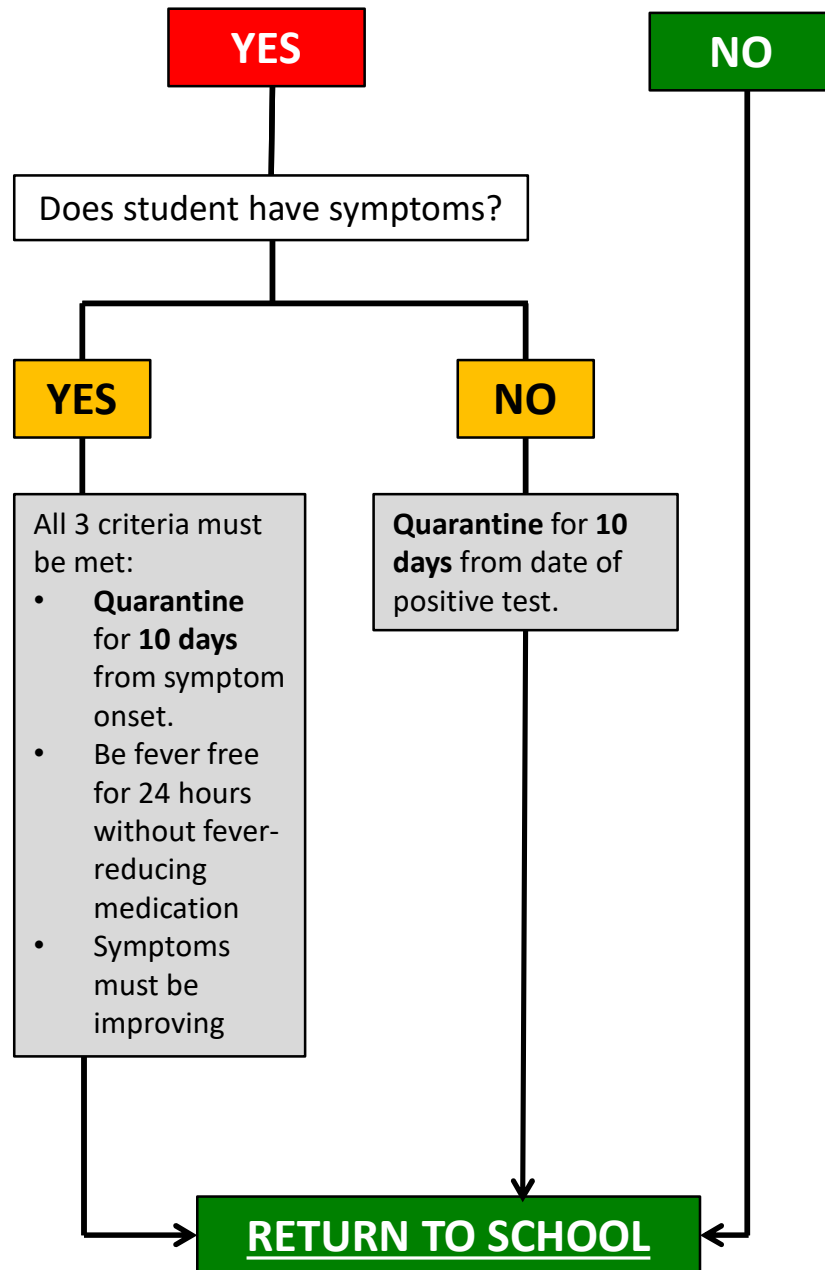 YES
NO
Does student have symptoms?
YES
NO
All 3 criteria must
be met:
• Quarantine
for 10 days
from symptom
onset.
• Be fever free
for 24 hours
without fever-
reducing
medication
• Symptoms
must be
improving
Quarantine for 10
days from date of
positive test.
RETURN TO SCHOOL